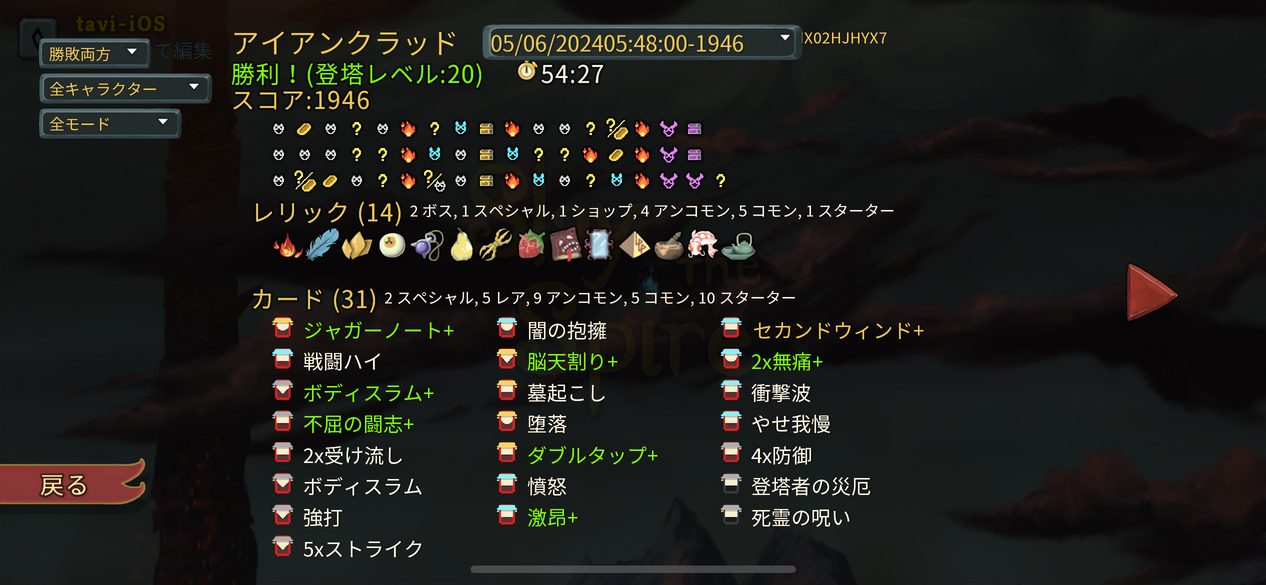 tavi-iOS
勝敗両方
て編集
アイアンクラッド
05/06/202405:48:00-1946
IX02HJHYX7
全キャラクター
勝利！(登塔レベル:20)
54:27
スコア:1946
全モード
レリック (14) 2 ボス, 1 スペシャル, 1 ショップ, 4 アンコモン, 5 コモン, 1 スターター
カード (31) 2 スペシャル, 5 レア, 9 アンコモン, 5 コモン, 10 スターター
ジャガーノート+ 闇の抱擁 セカンドウィンド+
戦闘ハイ 脳天割り+ 2x無痛+
ボディスラム+ 墓起こし 衝撃波
不屈の闘志+ 堕落 やせ我慢
2x受け流し ダブルタップ+ 4x防御
ボディスラム 憤怒 登塔者の災厄
強打 激昂+ 死霊の呪い
5xストライク
戻る